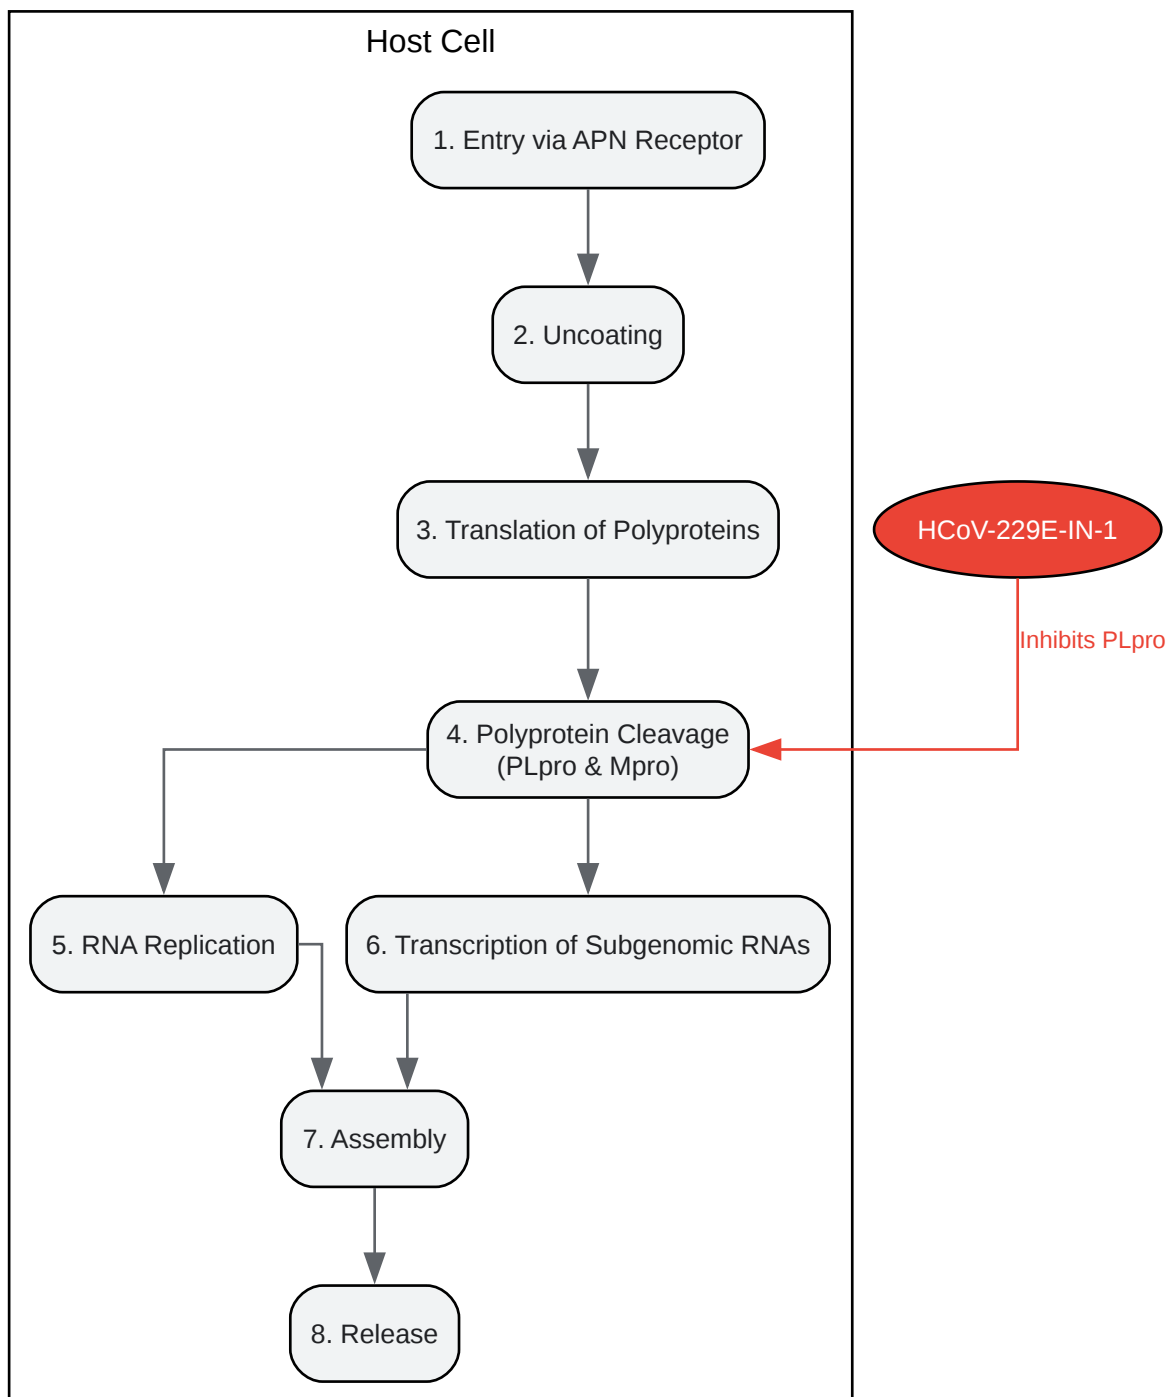 Host Cell
1. Entry via APN Receptor
2. Uncoating
3. Translation of Polyproteins
HCoV-229E-IN-1
Inhibits PLpro
4. Polyprotein Cleavage
(PLpro & Mpro)
5. RNA Replication
6. Transcription of Subgenomic RNAs
7. Assembly
8. Release